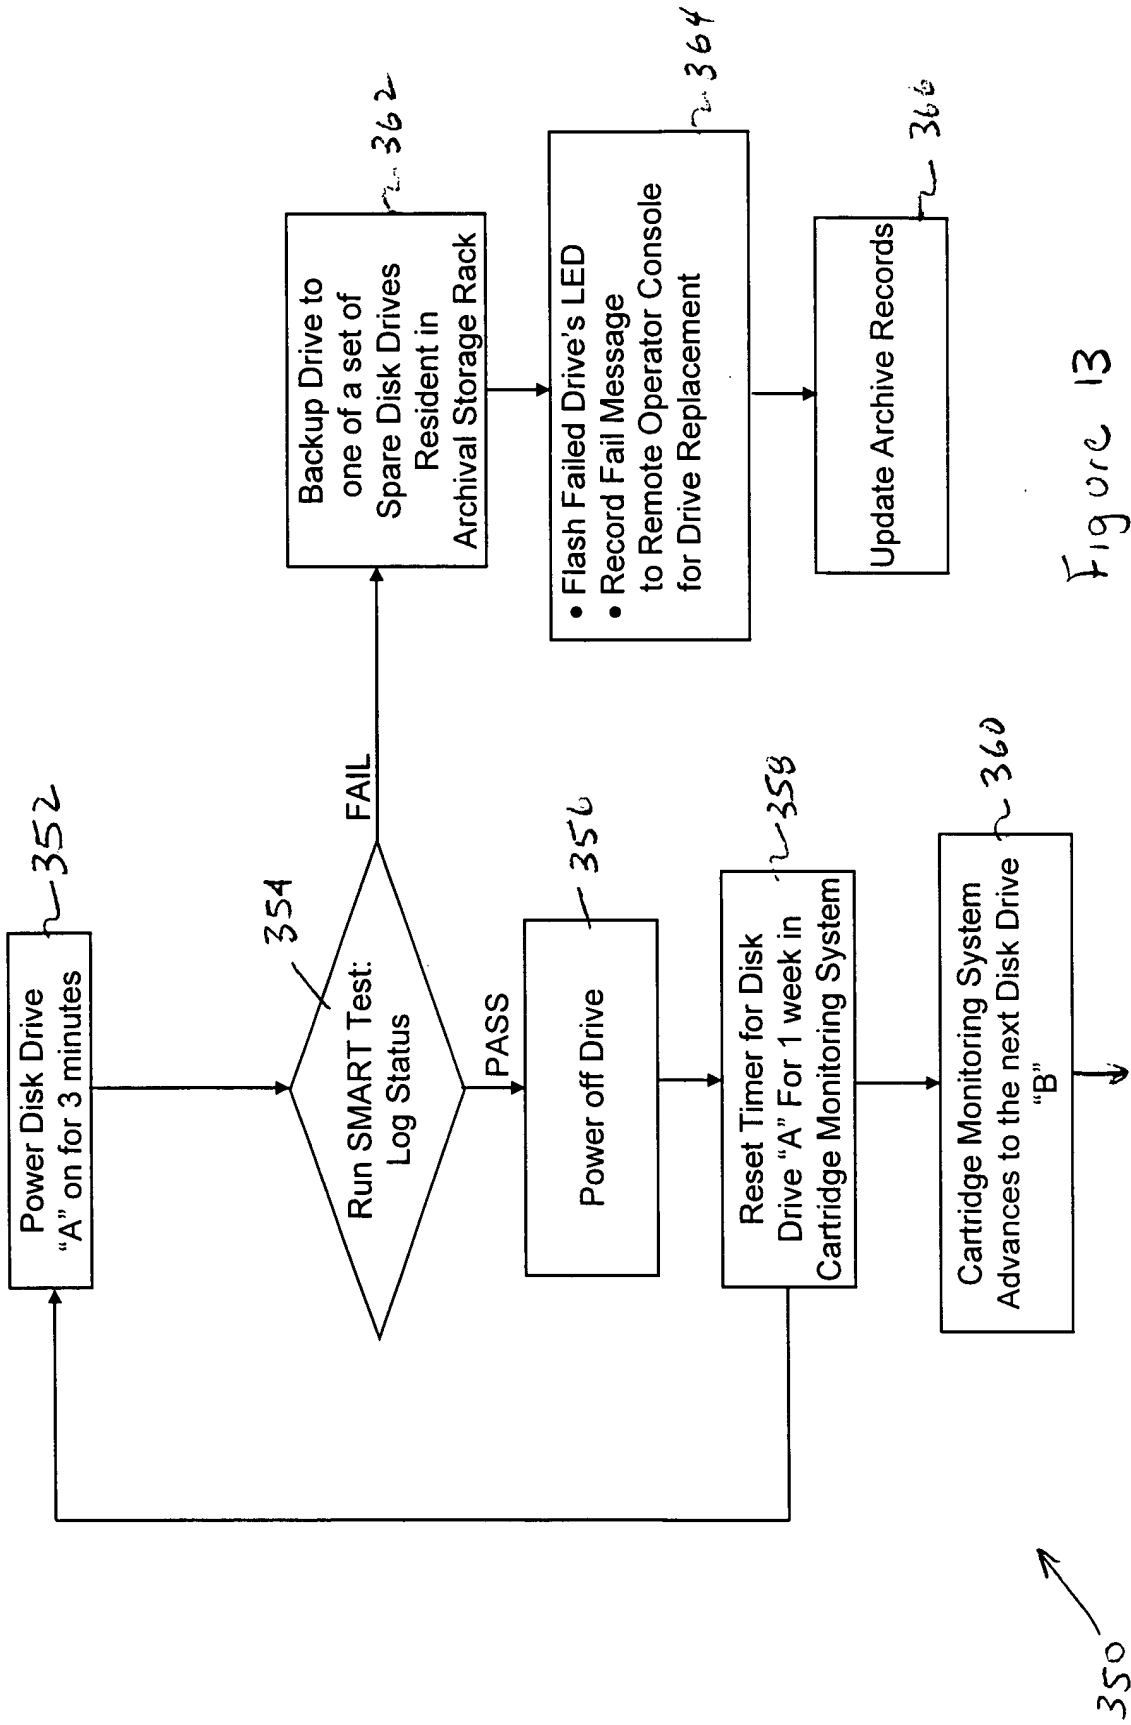 Power Disk Drive
“A” on for 3 minutes
352
354
Run SMART Test:
Log Status
FAIL
PASS
Backup Drive to
one of a set of
Spare Disk Drives
Resident in
Archival Storage Rack
362
Power off Drive
356
• Flash Failed Drive's LED
• Record Fail Message
to Remote Operator Console
for Drive Replacement
364
Reset Timer for Disk
Drive “A” For 1 week in
Cartridge Monitoring System
358
Update Archive Records
366
Cartridge Monitoring System
Advances to the next Disk Drive
“B”
360
350
Figure 13